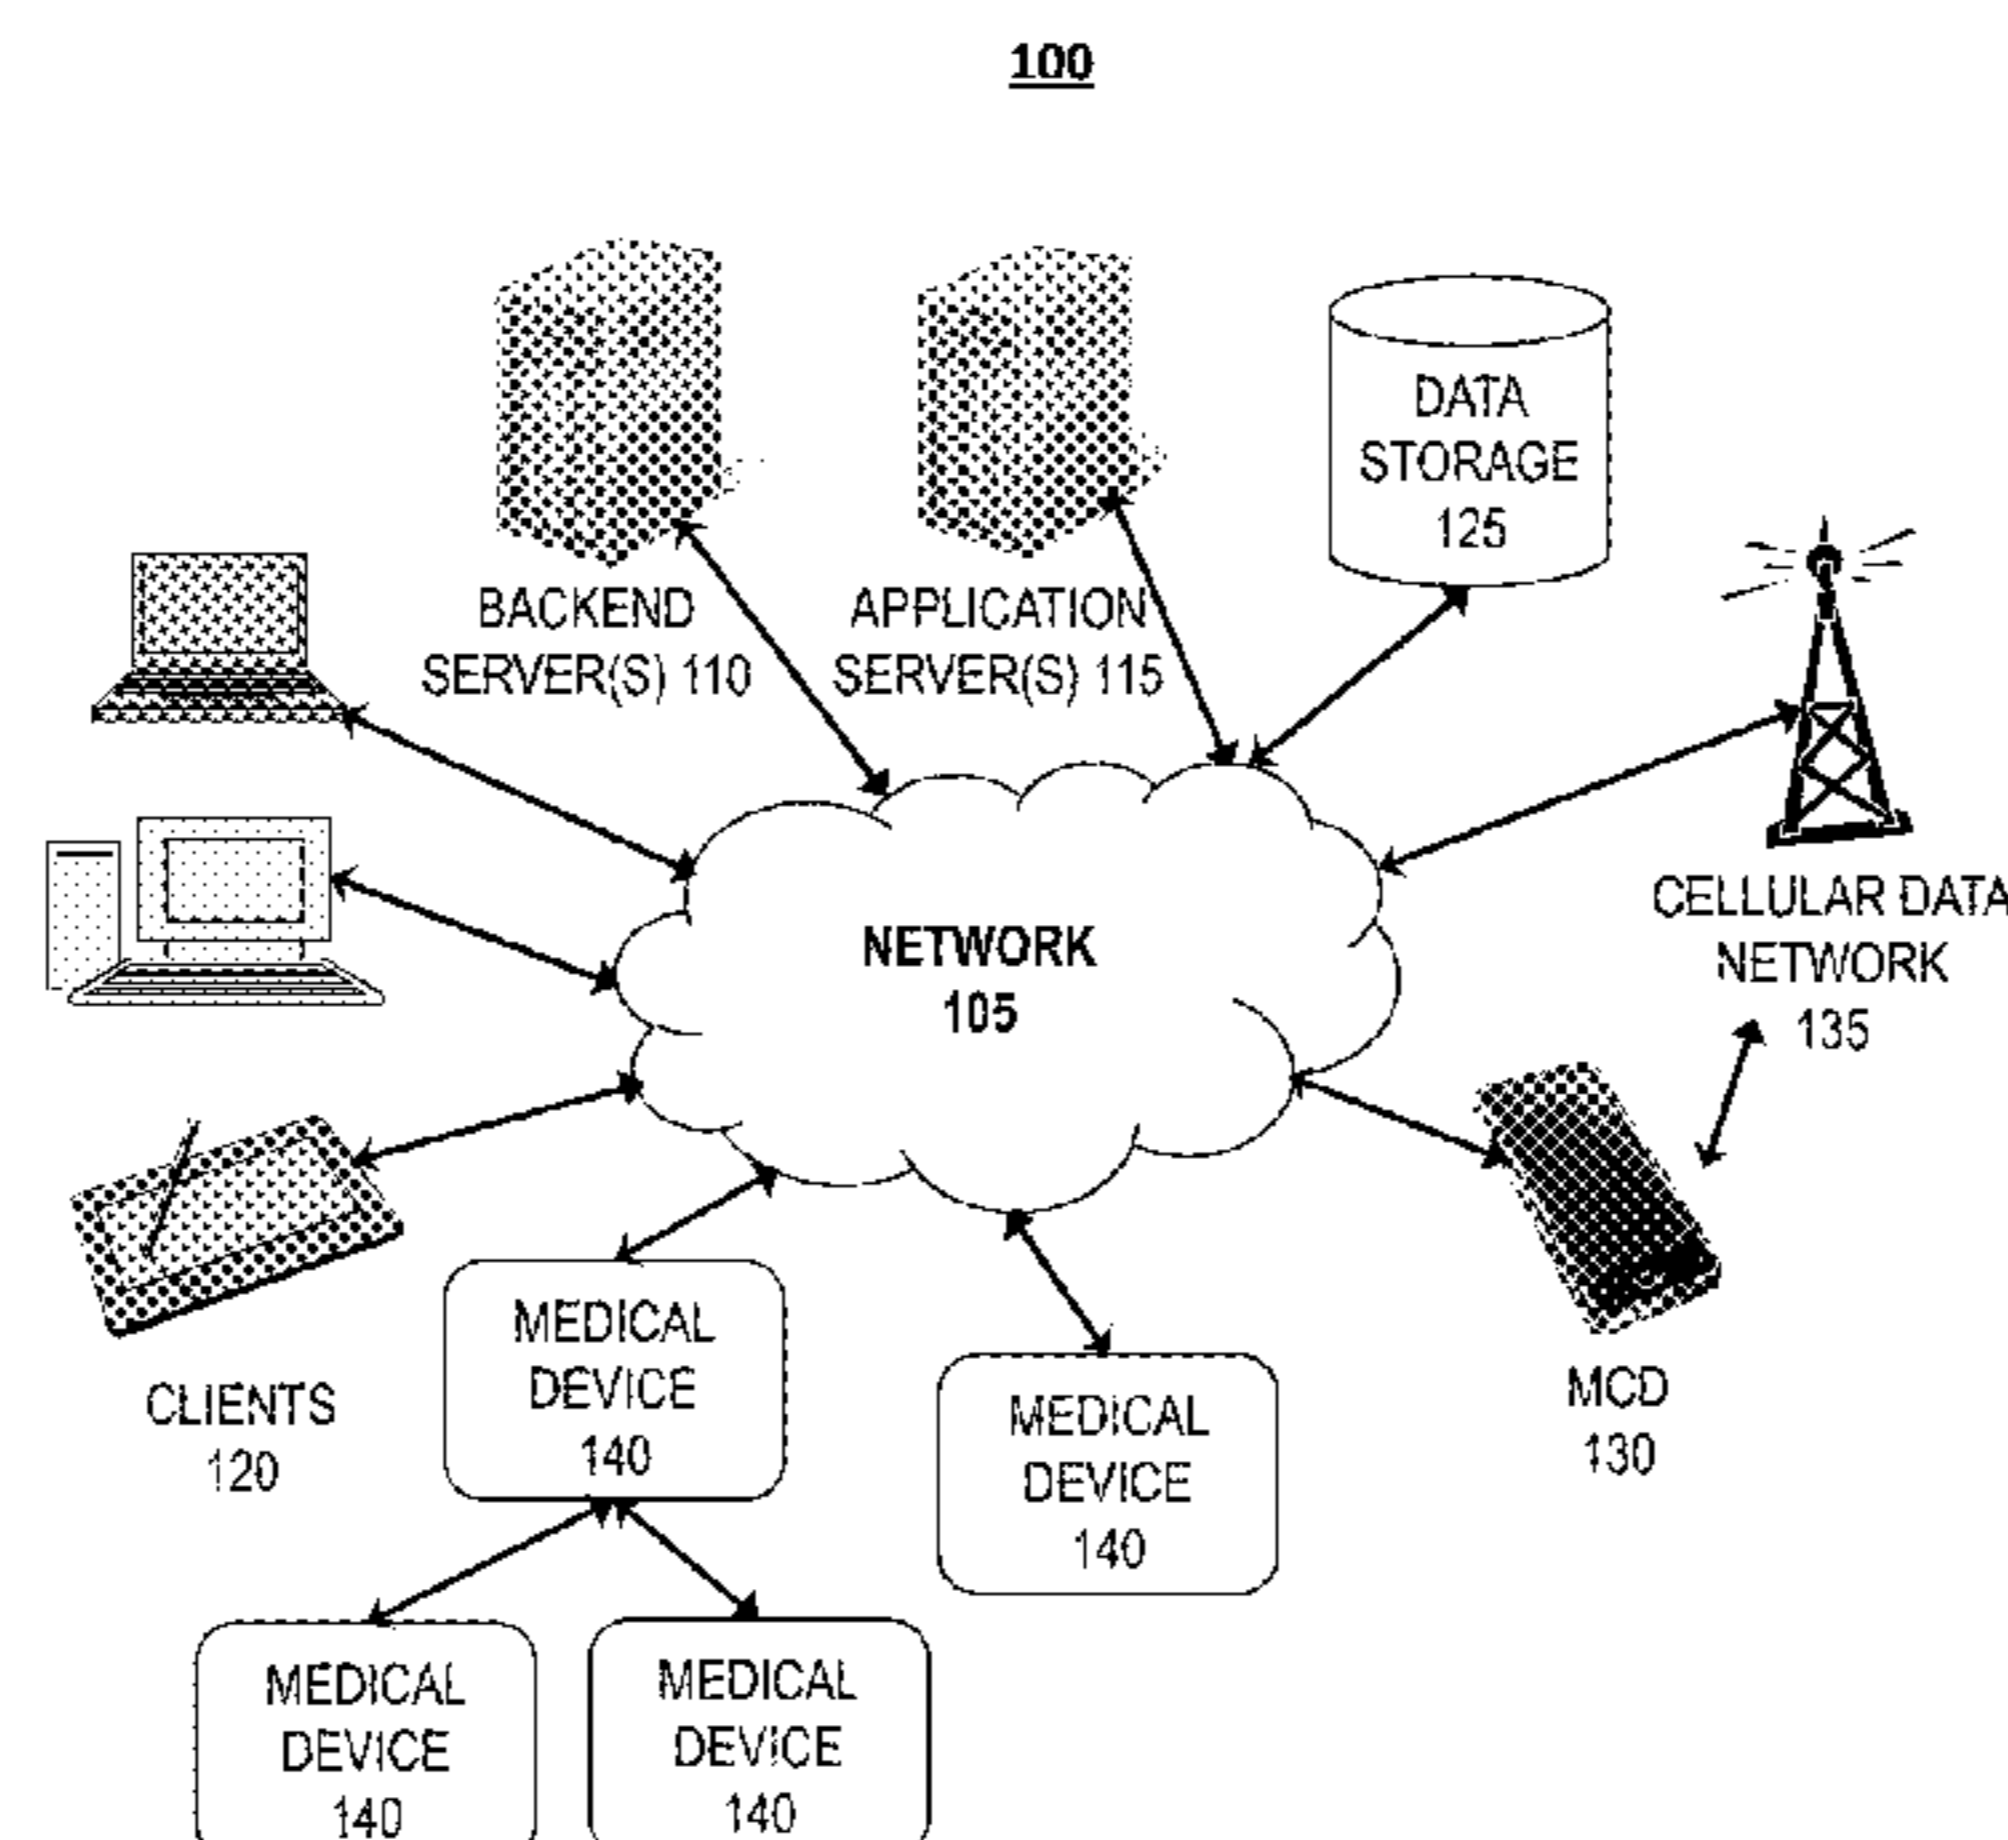 100
BACKEND
SERVER(S) 110
APPLICATION
SERVER(S) 115
DATA
STORAGE
125
NETWORK
105
CELLULAR DATA
NETWORK
135
CLIENTS
120
MEDICAL
DEVICE
140
MEDICAL
DEVICE
140
MCD
130
MEDICAL
DEVICE
140
MEDICAL
DEVICE
140